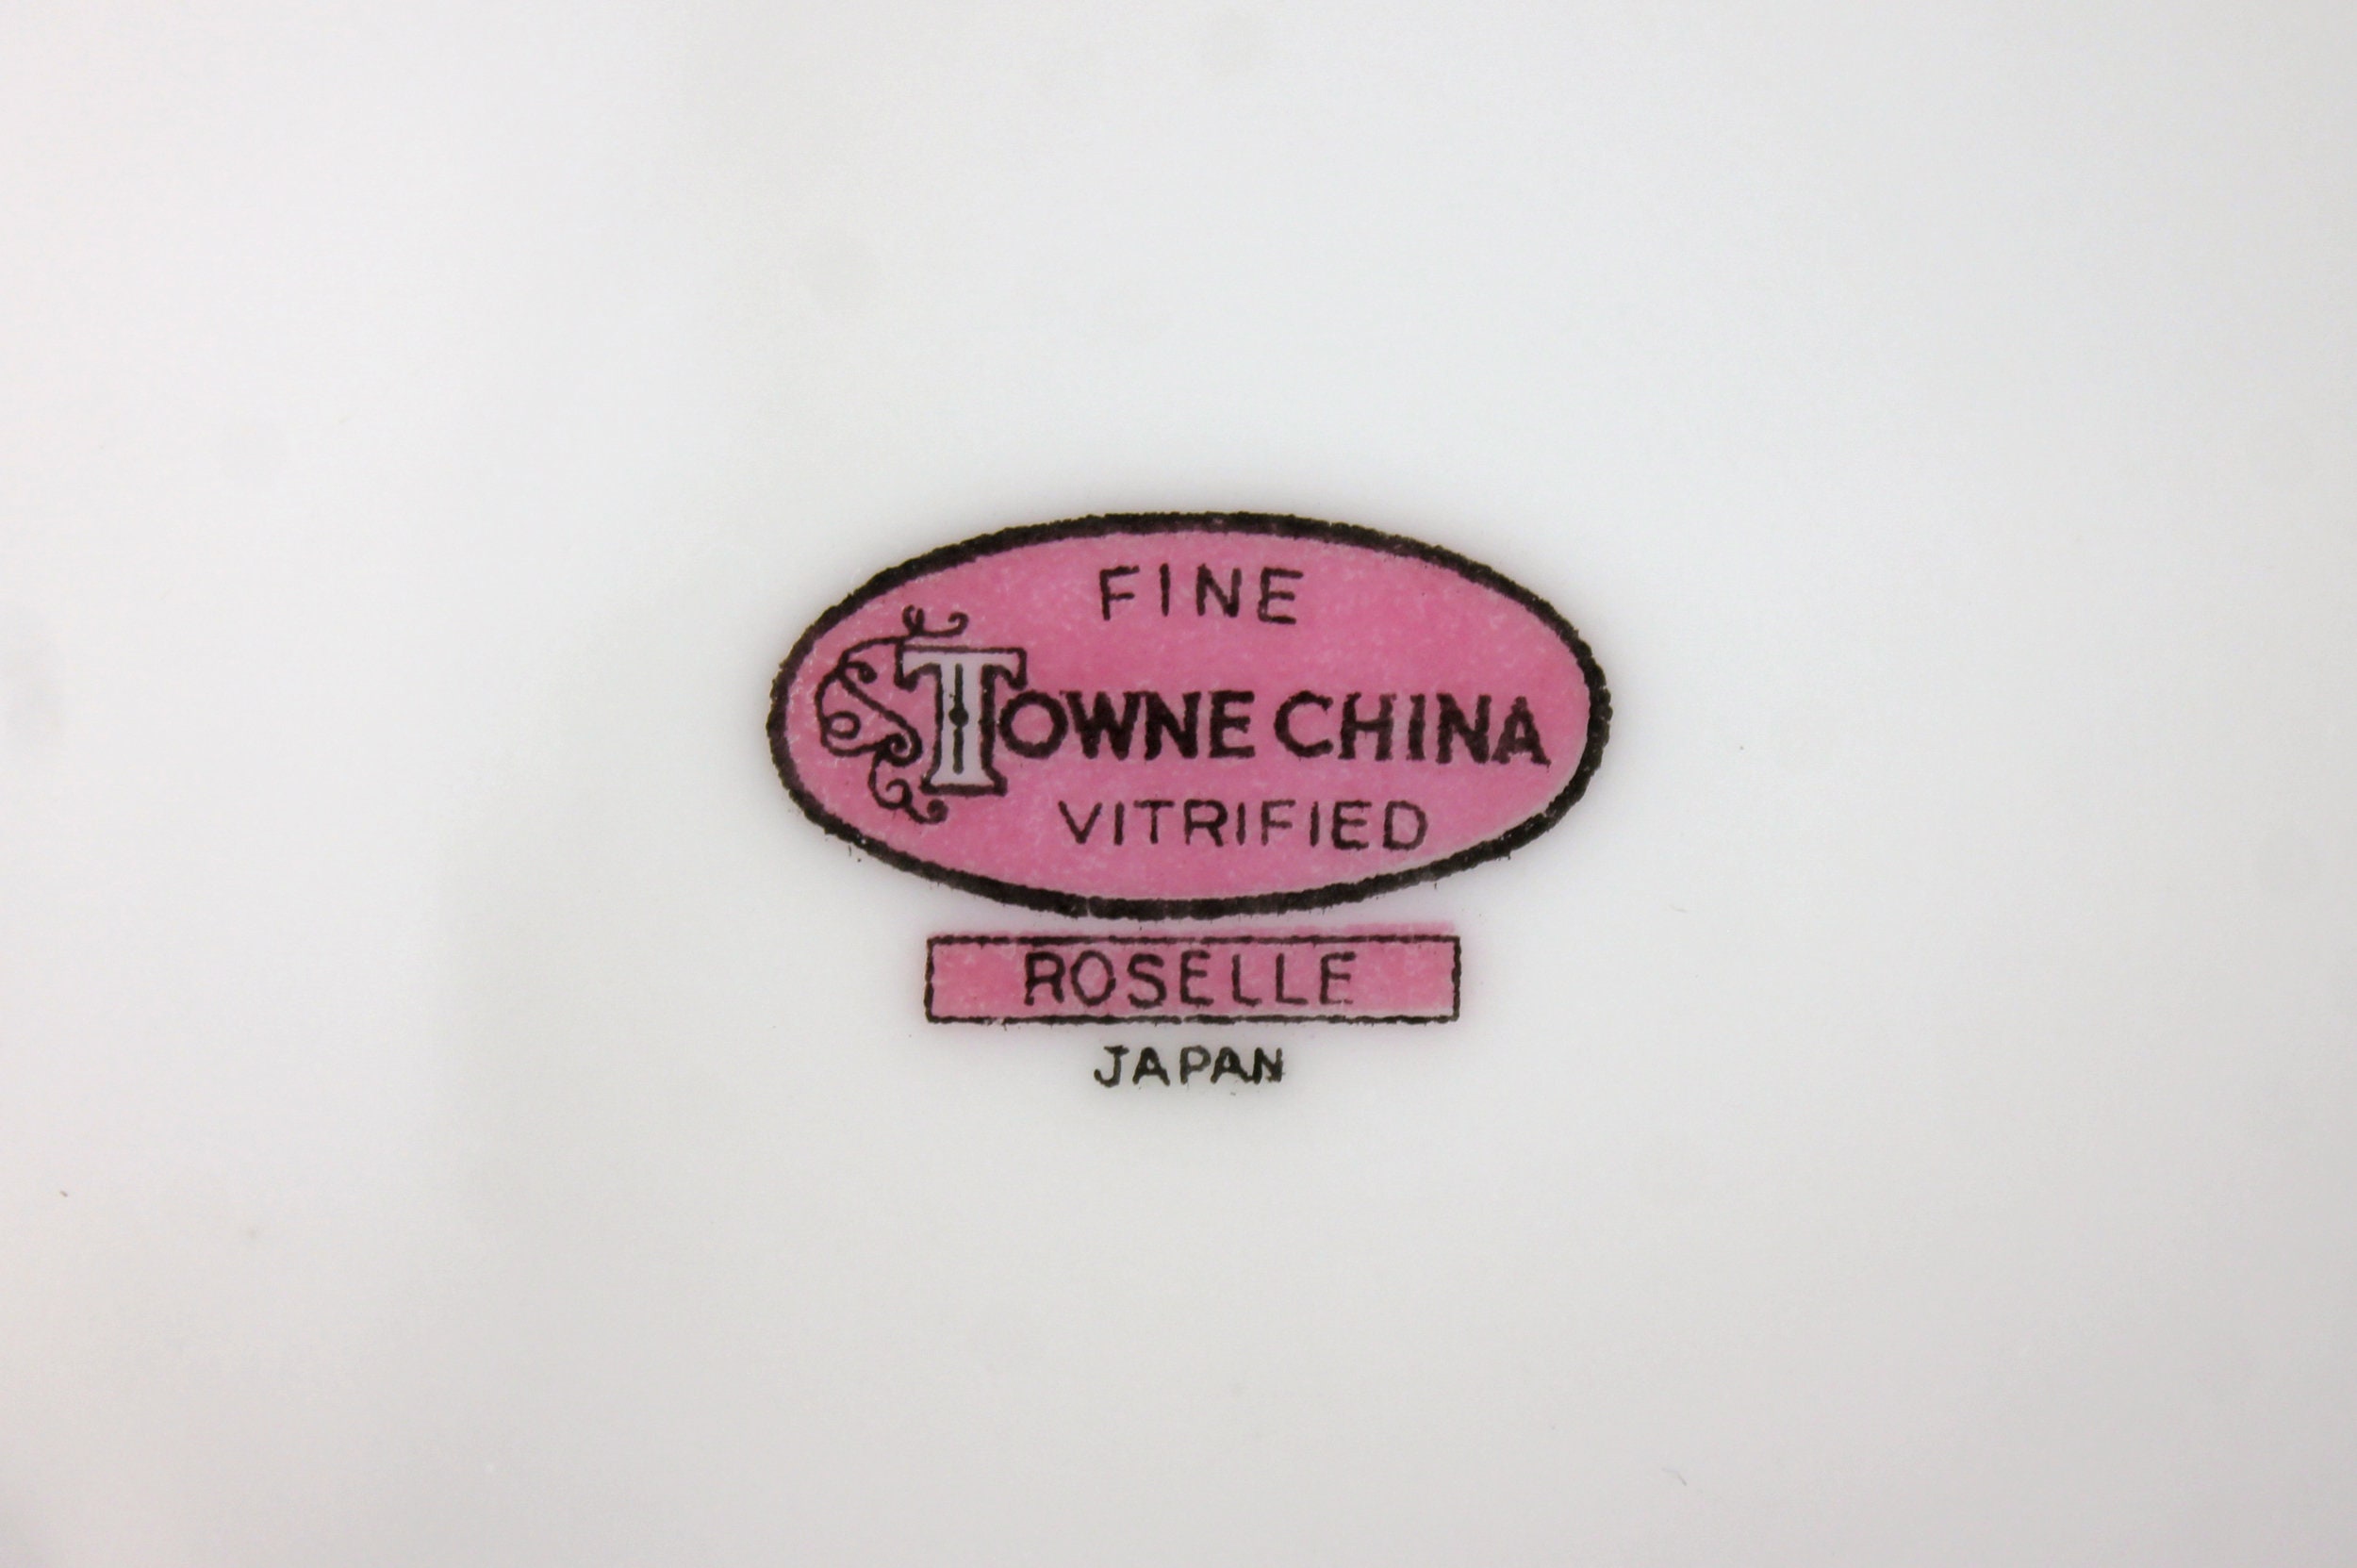 FINE
TOWNE CHINA
VITRIFIED
ROSELLE
JAPAN